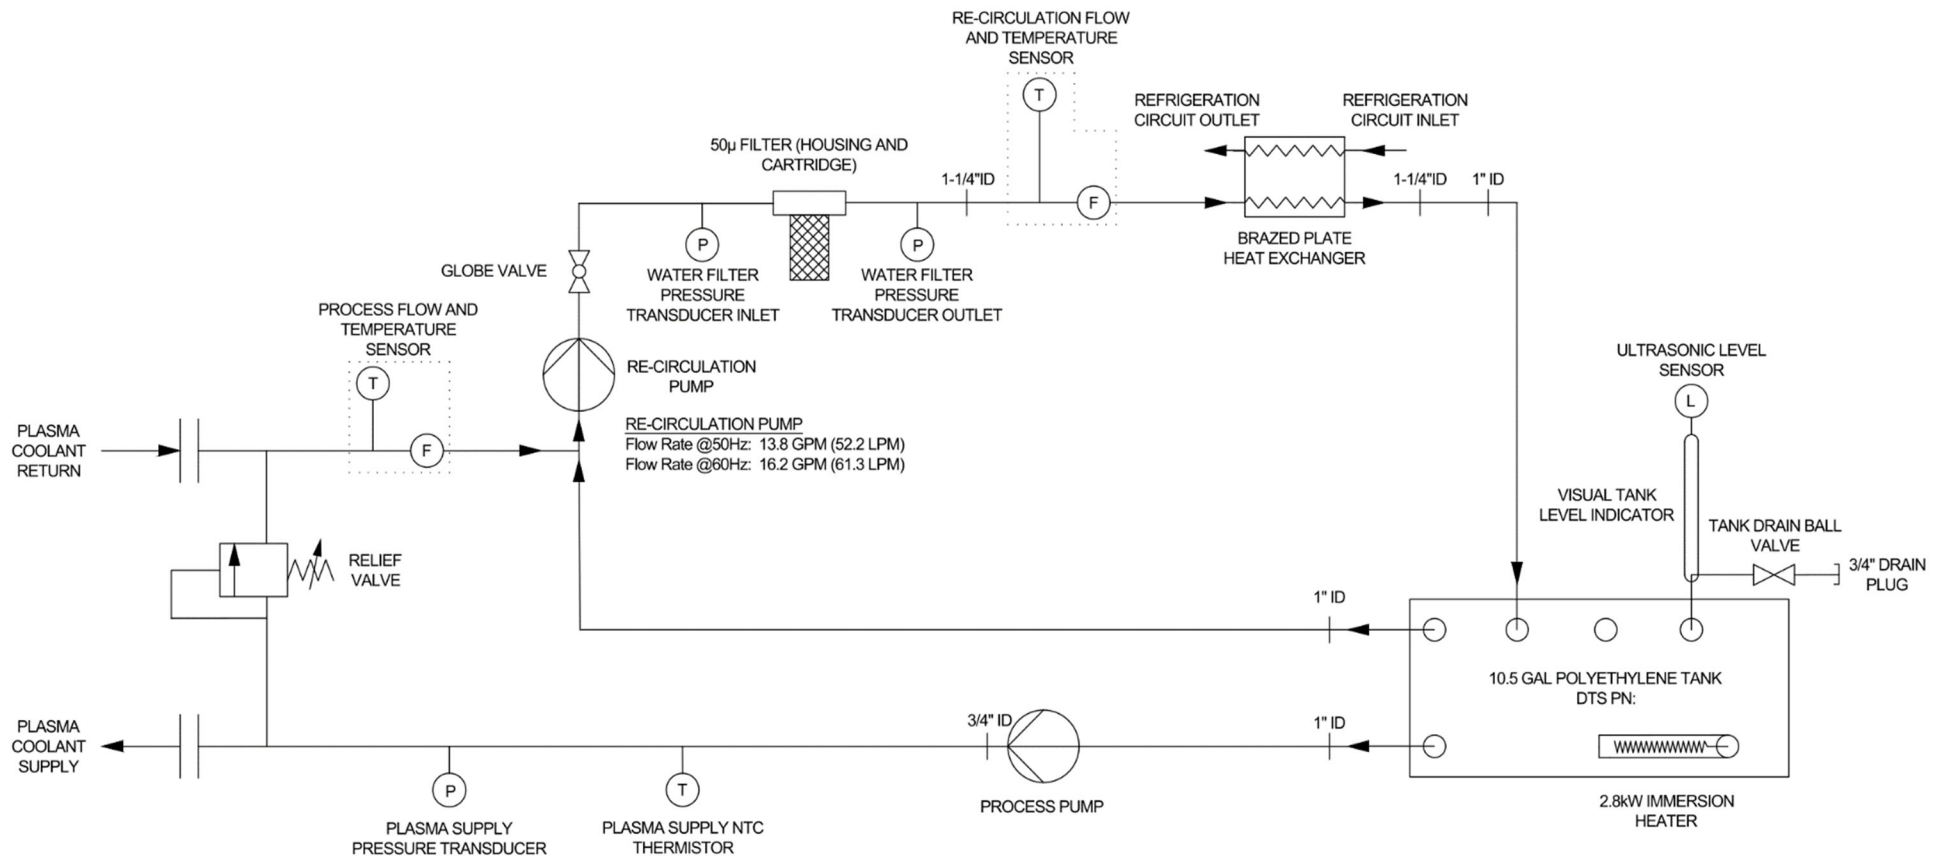 RE-CIRCULATION FLOW
AND TEMPERATURE
SENSOR
T
REFRIGERATION
CIRCUIT OUTLET
REFRIGERATION
CIRCUIT INLET
50µ FILTER (HOUSING AND
CARTRIDGE)
1-1/4"ID
F
1-1/4"ID
1" ID
BRAZED PLATE
HEAT EXCHANGER
GLOBE VALVE
P
WATER FILTER
PRESSURE
TRANSDUCER INLET
P
WATER FILTER
PRESSURE
TRANSDUCER OUTLET
PROCESS FLOW AND
TEMPERATURE
SENSOR
T
F
RE-CIRCULATION
PUMP
RE-CIRCULATION PUMP
Flow Rate @50Hz: 13.8 GPM (52.2 LPM)
Flow Rate @60Hz: 16.2 GPM (61.3 LPM)
PLASMA
COOLANT
RETURN
ULTRASONIC LEVEL
SENSOR
L
VISUAL TANK
LEVEL INDICATOR
TANK DRAIN BALL
VALVE
3/4" DRAIN
PLUG
RELIEF
VALVE
1" ID
10.5 GAL POLYETHYLENE TANK
DTS PN:
PLASMA
COOLANT
SUPPLY
3/4" ID
1" ID
PROCESS PUMP
2.8kW IMMERSION
HEATER
P
PLASMA SUPPLY
PRESSURE TRANSDUCER
T
PLASMA SUPPLY NTC
THERMISTOR